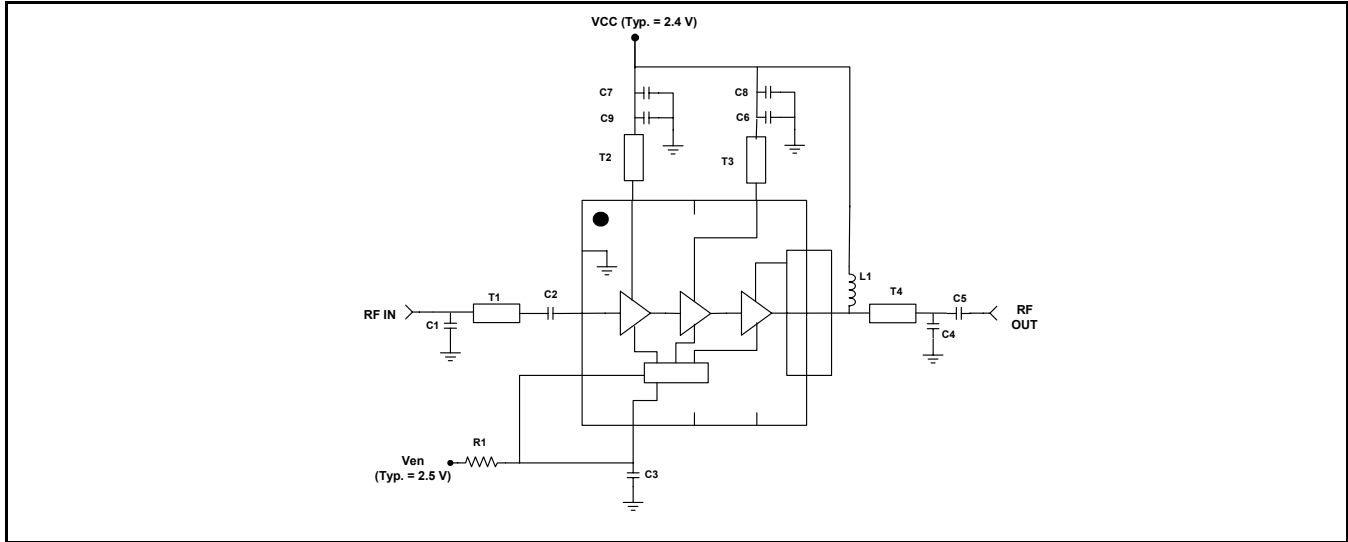 VCC (Typ. = 2.4 V)
C7
C8
C9
C6
T2
T3
L1
T1
C2
T4
C5
RF IN
C1
RF
OUT
C4
R1
Ven
(Typ. = 2.5 V)
C3